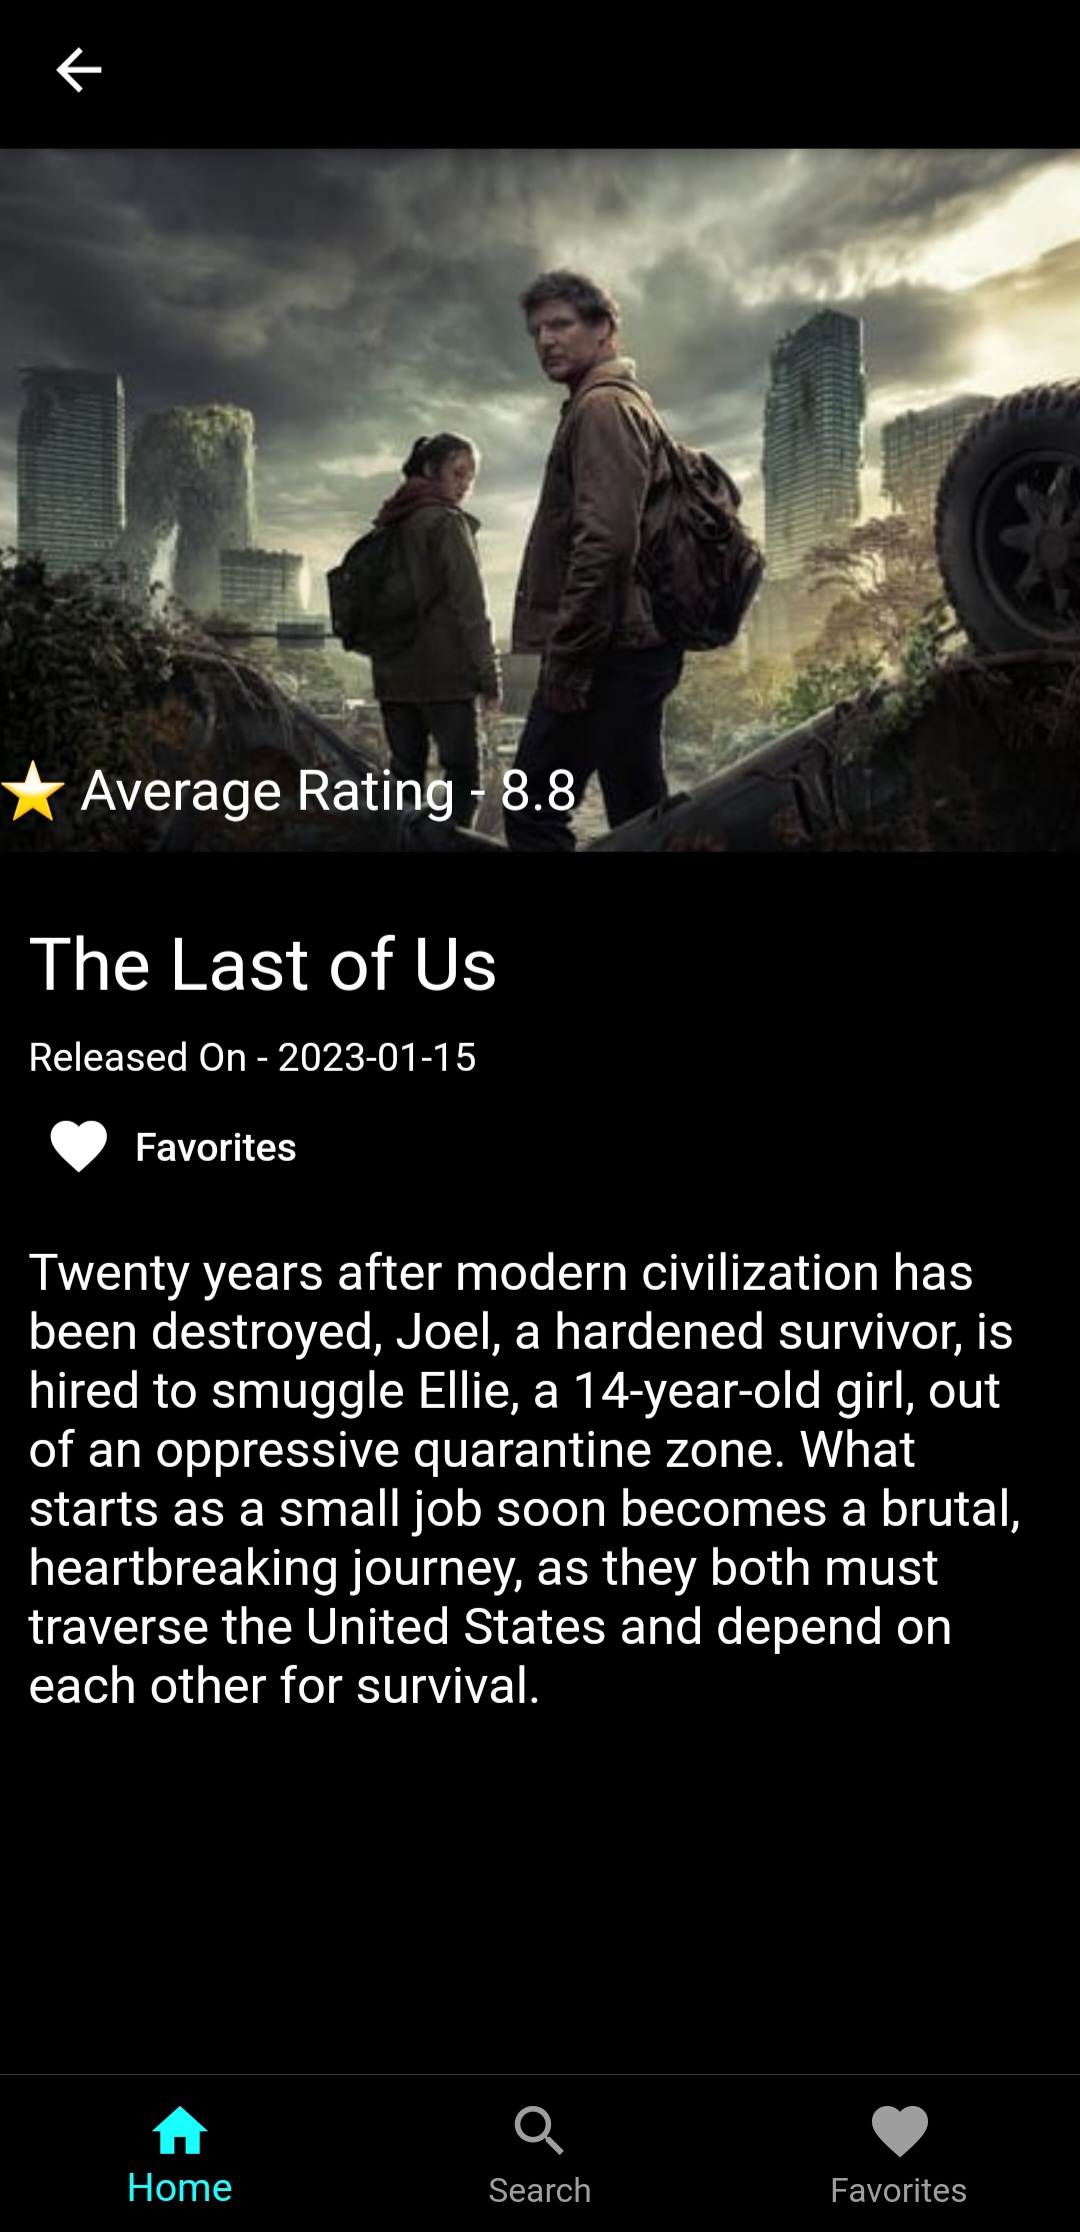 Average Rating - 8.8
The Last of Us
Released On - 2023-01-15
Favorites
Twenty years after modern civilization has
been destroyed, Joel, a hardened survivor, is
hired to smuggle Ellie, a 14-year-old girl, out
of an oppressive quarantine zone. What
starts as a small job soon becomes a brutal,
heartbreaking journey, as they both must
traverse the United States and depend on
each other for survival.
Home
Search
Favorites